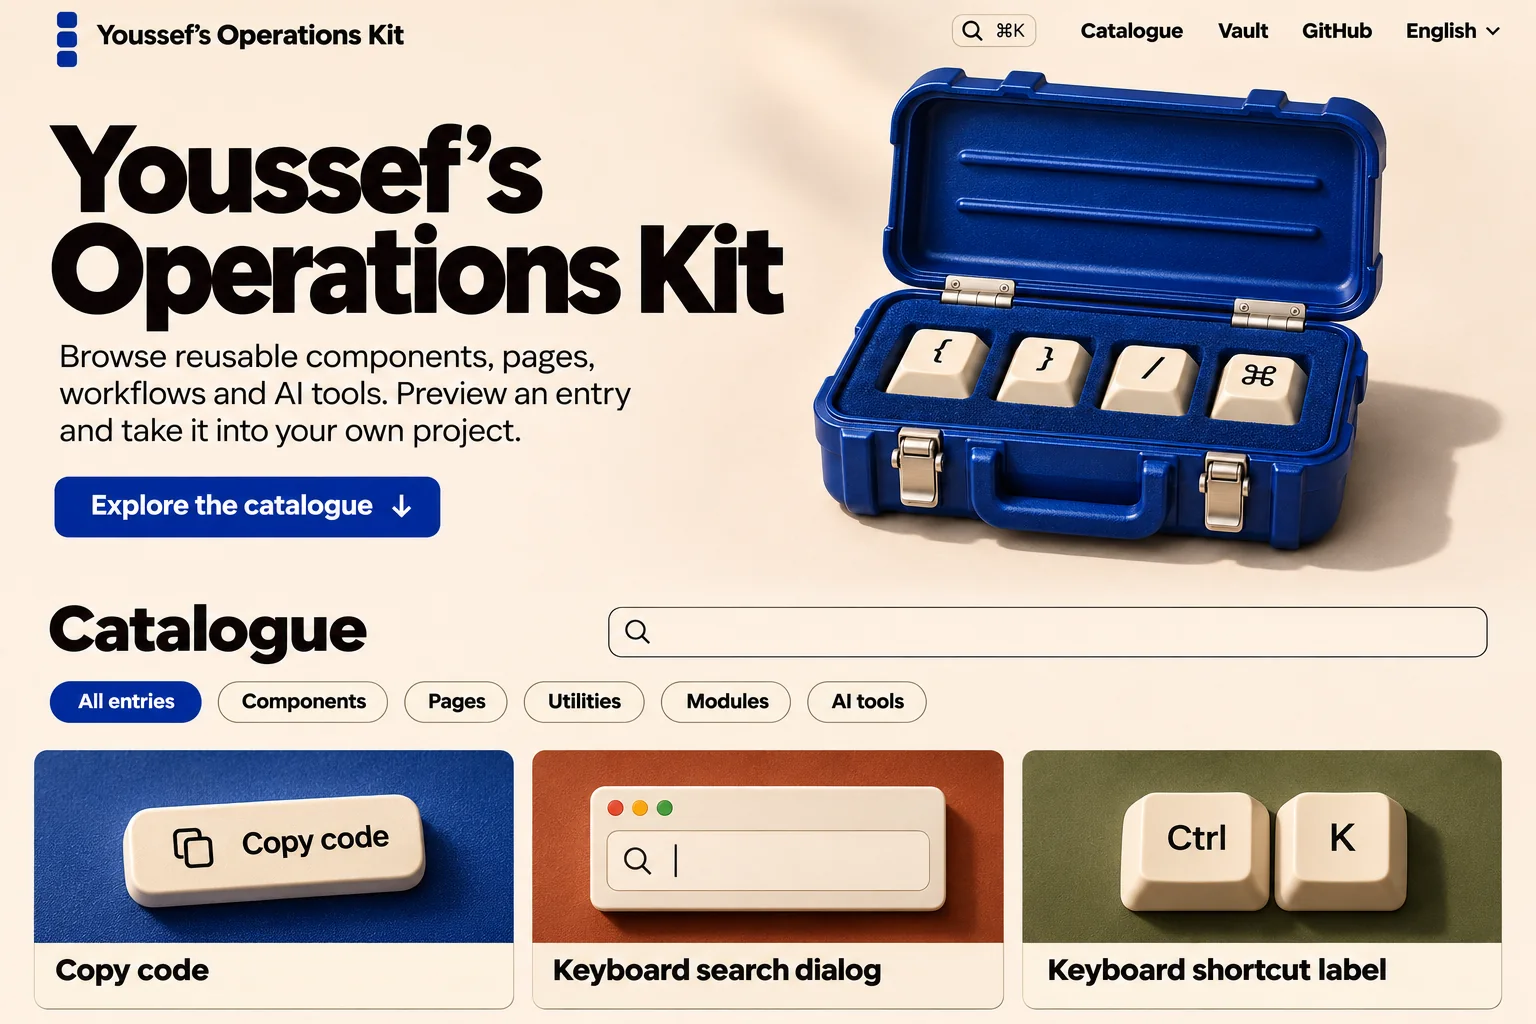 Youssef’s Operations Kit
⌘K
Catalogue
Vault
GitHub
English
Youssef’s
Operations Kit
Browse reusable components, pages,
workflows and AI tools. Preview an entry
and take it into your own project.
Explore the catalogue ↓
{ } / ⌘
Catalogue
All entries
Components
Pages
Utilities
Modules
AI tools
Copy code
Ctrl K
Copy code
Keyboard search dialog
Keyboard shortcut label